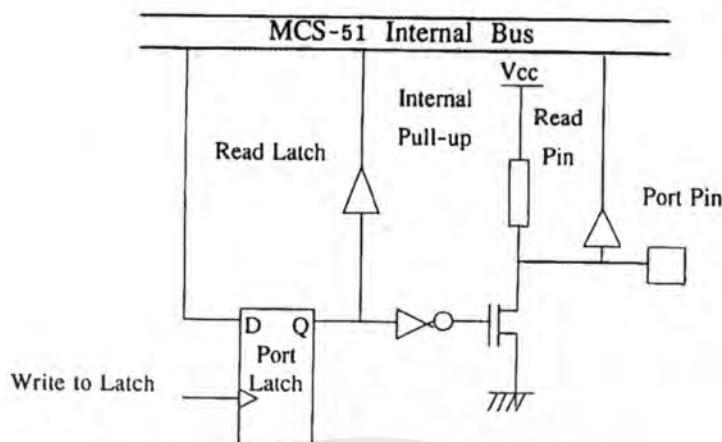 MCS-51 Internal Bus
Vcc
Internal
Pull-up
Read
Pin
Read Latch
Port Pin
D Q
Port
Latch
Write to Latch